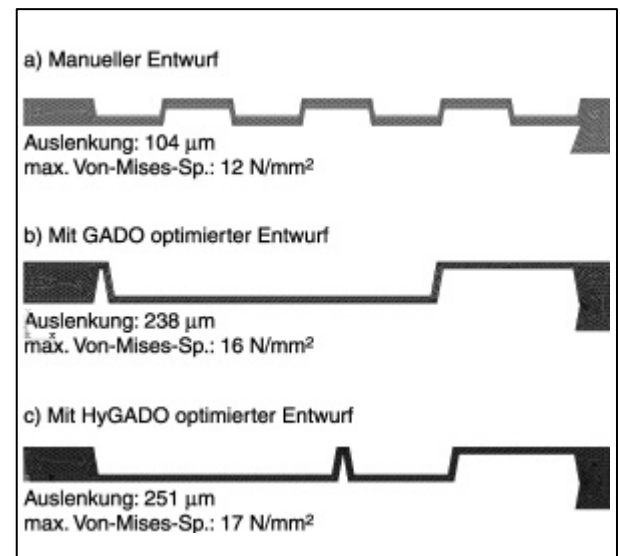 a) Manueller Entwurf
Auslenkung: 104 µm
max. Von-Mises-Sp.: 12 N/mm²
b) Mit GADO optimierter Entwurf
Auslenkung: 238 µm
max. Von-Mises-Sp.: 16 N/mm²
c) Mit HyGADO optimierter Entwurf
Auslenkung: 251 µm
max. Von-Mises-Sp.: 17 N/mm²